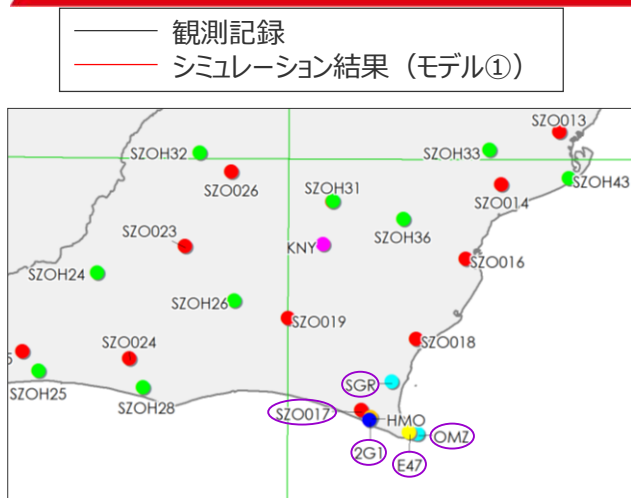 観測記録
シミュレーション結果（モデル①）
SZO013
SZOH32
SZOH33
SZO026
SZOH43
SZOH31
SZO014
SZO023
SZOH36
KNY
SZO016
SZOH24
SZOH26
SZO019
SZO024
SZO018
5
SZOH25
SZOH28
SGR
SZO017
HMO
OMZ
2G1
E47